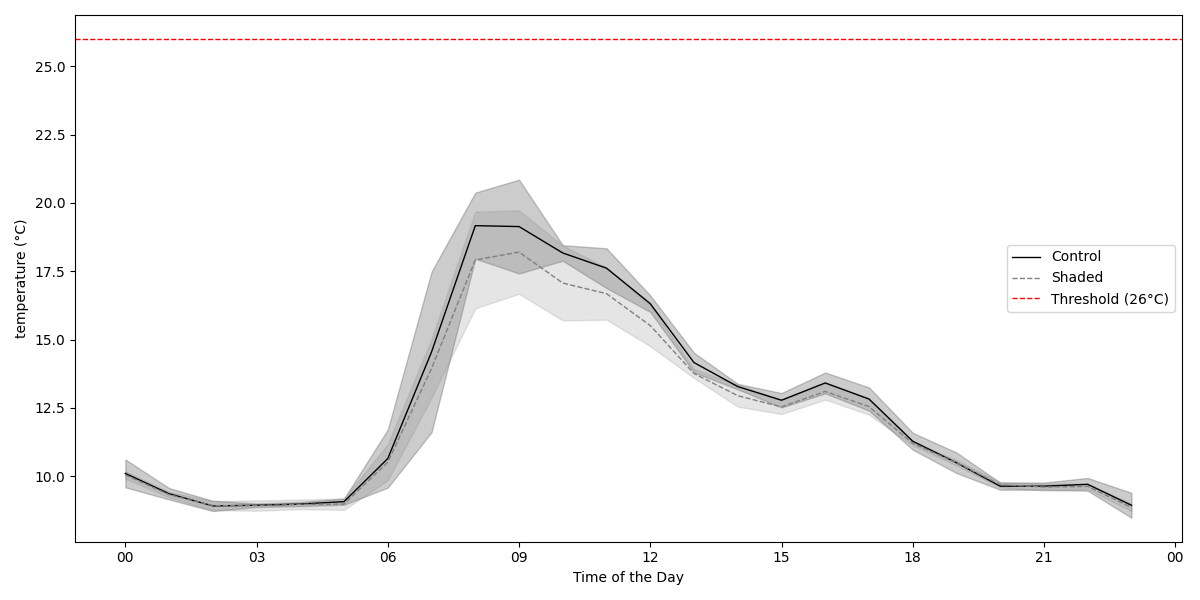 25.0
22.5
20.0
17.5
15.0
12.5
10.0
temperature (°C)
Control
Shaded
Threshold (26°C)
00 03 06 09 12 15 18 21 00
Time of the Day